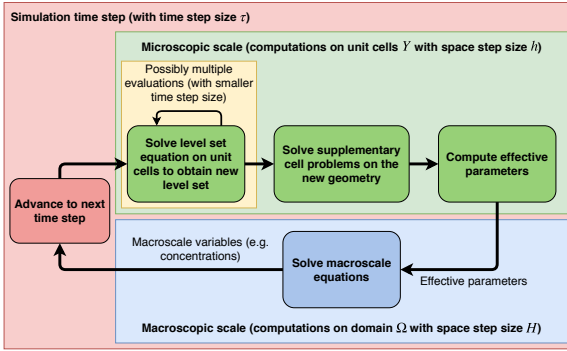 Simulation time step (with time step size τ)
Microscopic scale (computations on unit cells Y with space step size h)
Possibly multiple
evaluations (with smaller
time step size)
Solve level set
equation on unit
cells to obtain new
level set
Solve supplementary
cell problems on the
new geometry
Compute effective
parameters
Advance to next
time step
Macroscale variables (e.g.
concentrations)
Solve macroscale
equations
Effective parameters
Macroscopic scale (computations on domain Ω with space step size H)